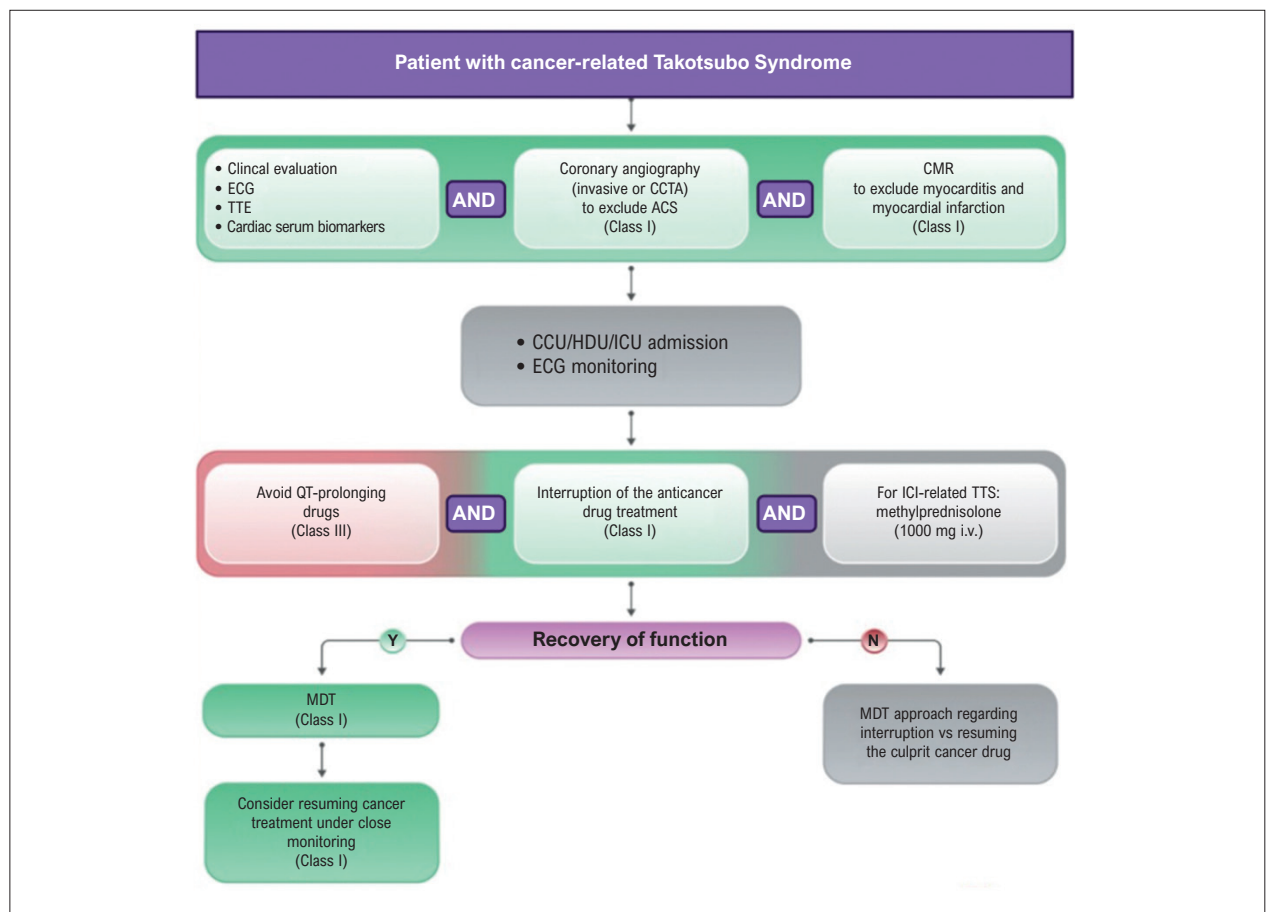 Patient with cancer-related Takotsubo Syndrome
• Clincal evaluation
• ECG
• TTE
• Cardiac serum biomarkers
AND
Coronary angiography
(invasive or CCTA)
to exclude ACS
(Class I)
AND
CMR
to exclude myocarditis and
myocardial infarction
(Class I)
• CCU/HDU/ICU admission
• ECG monitoring
Avoid QT-prolonging
drugs
(Class III)
AND
Interruption of the anticancer
drug treatment
(Class I)
AND
For ICI-related TTS:
methylprednisolone
(1000 mg i.v.)
Y
Recovery of function
N
MDT
(Class I)
MDT approach regarding
interruption vs resuming
the culprit cancer drug
Consider resuming cancer
treatment under close
monitoring
(Class I)